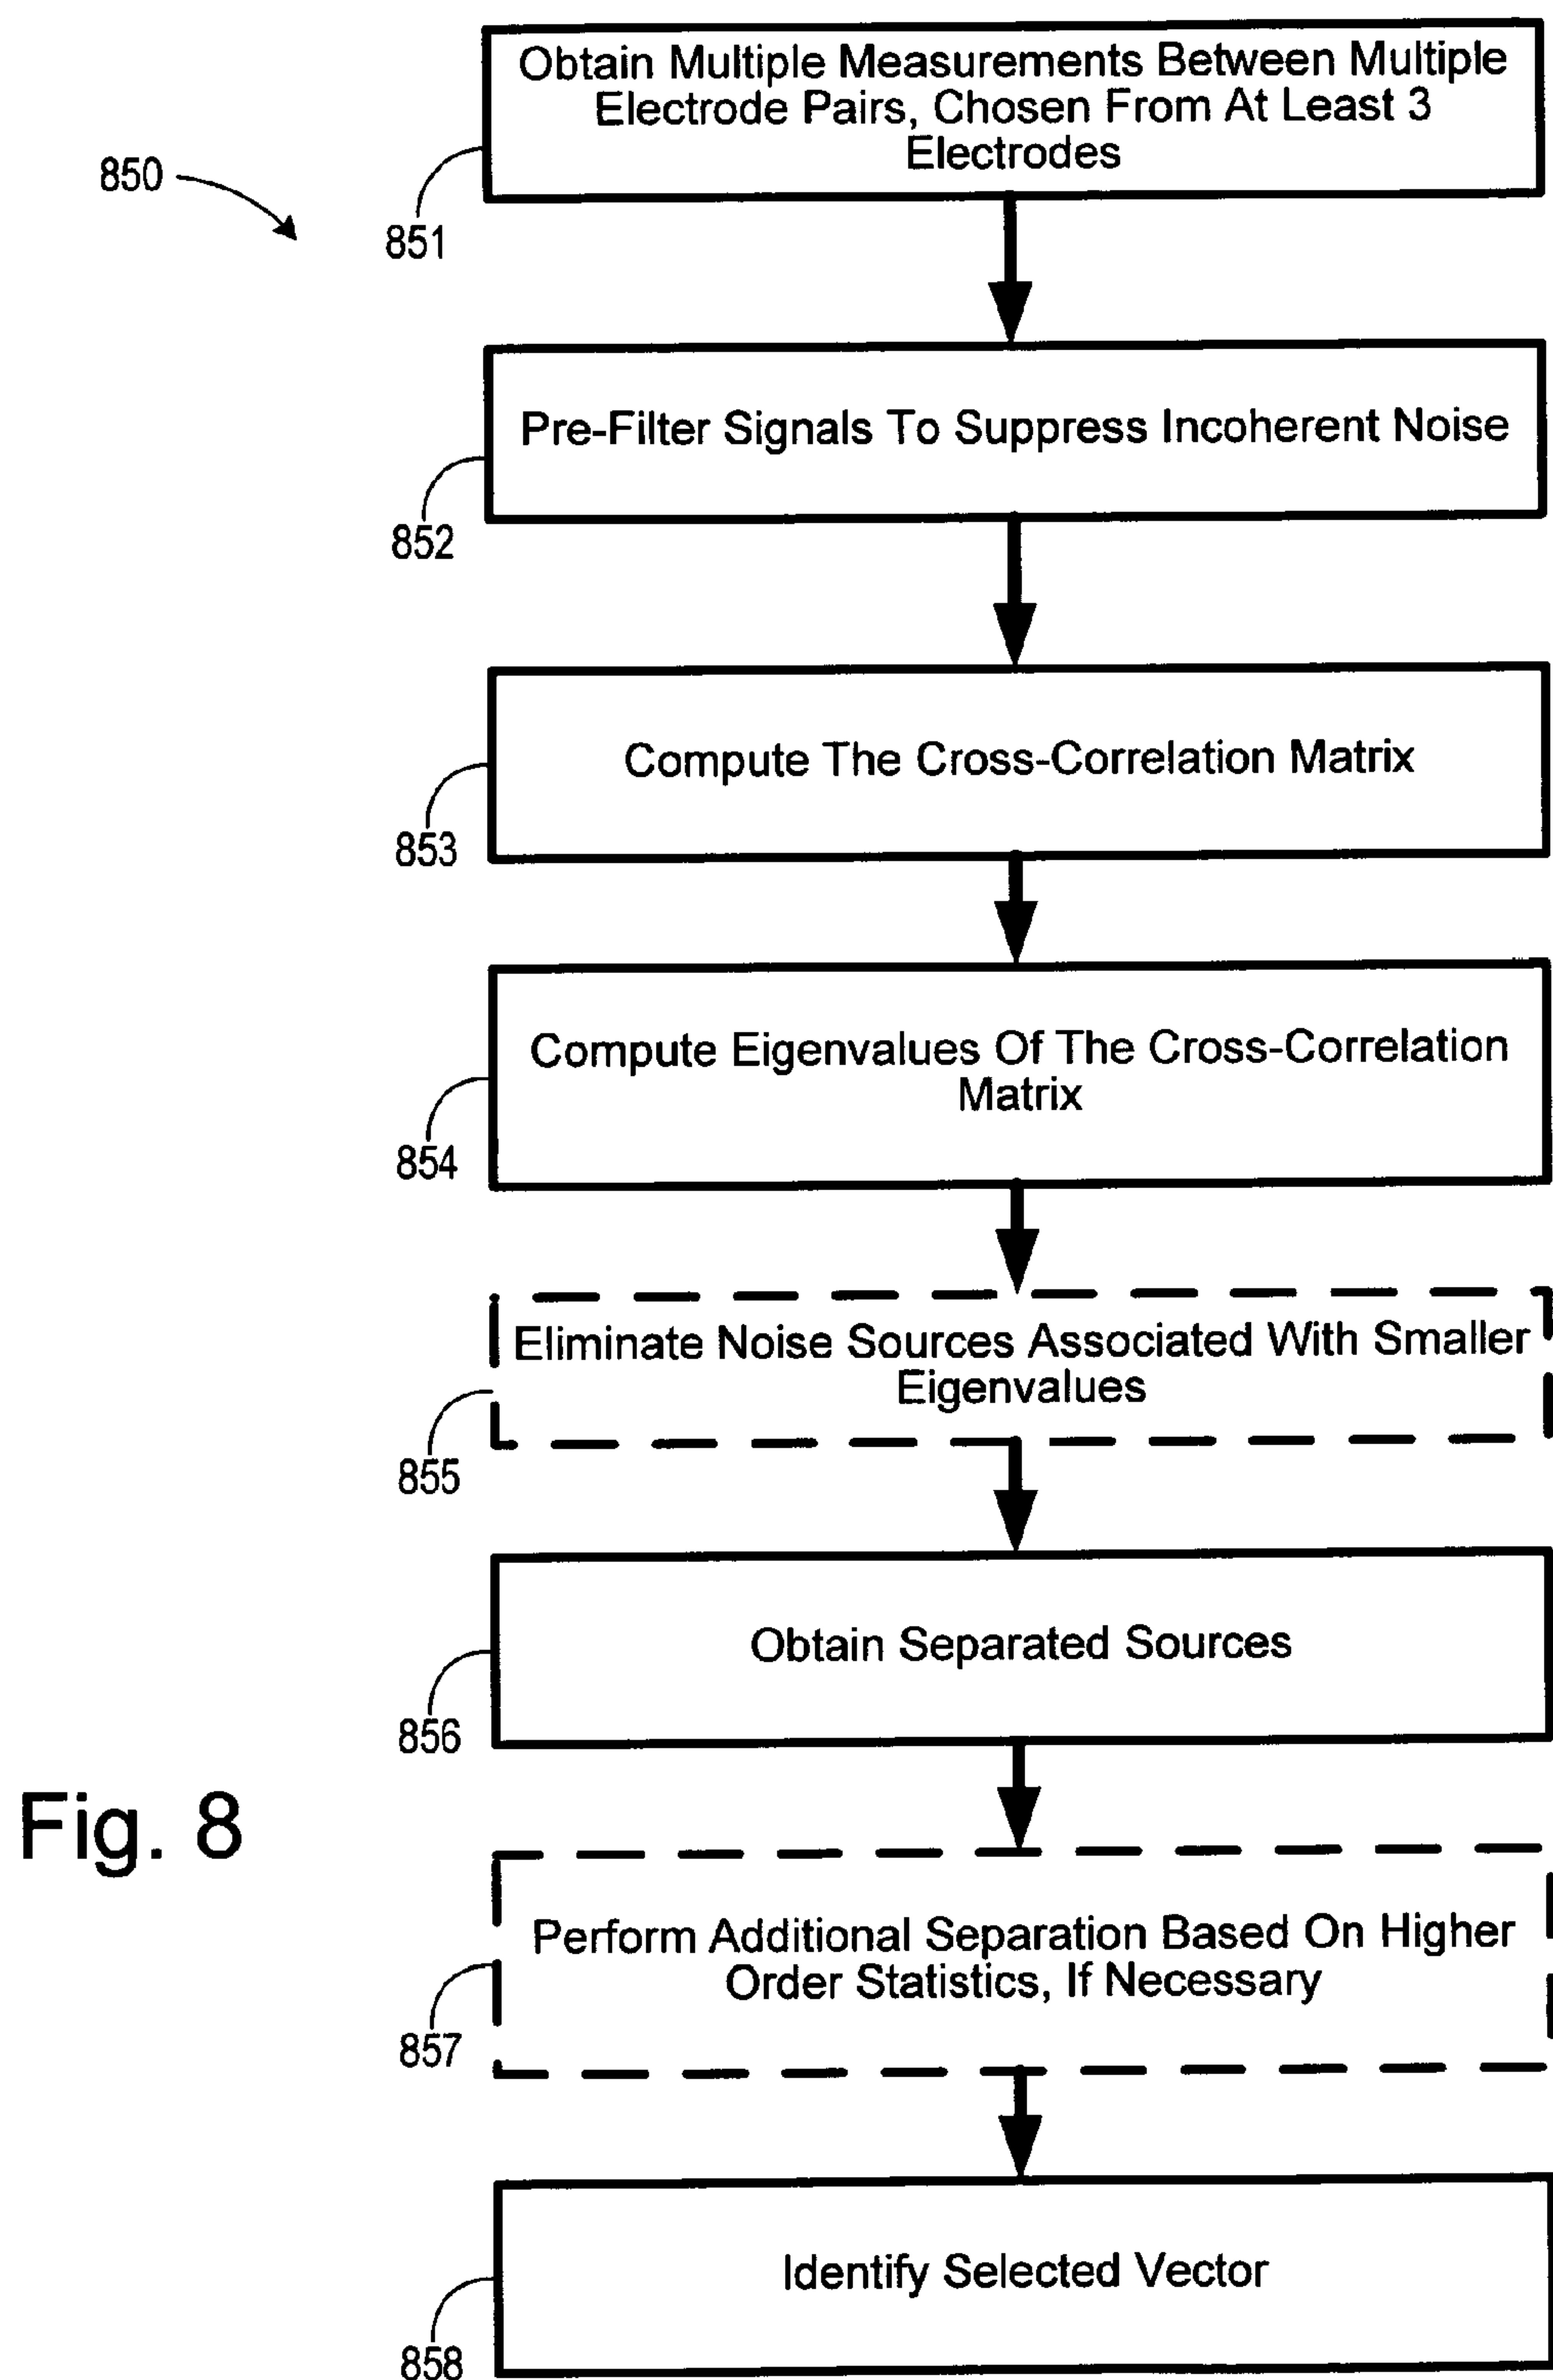 Obtain Multiple Measurements Between Multiple
Electrode Pairs, Chosen From At Least 3
Electrodes
850
851
Pre-Filter Signals To Suppress Incoherent Noise
852
Compute The Cross-Correlation Matrix
853
Compute Eigenvalues Of The Cross-Correlation
Matrix
854
Eliminate Noise Sources Associated With Smaller
Eigenvalues
855
Obtain Separated Sources
856
Fig. 8
Perform Additional Separation Based On Higher
Order Statistics, If Necessary
857
Identify Selected Vector
858